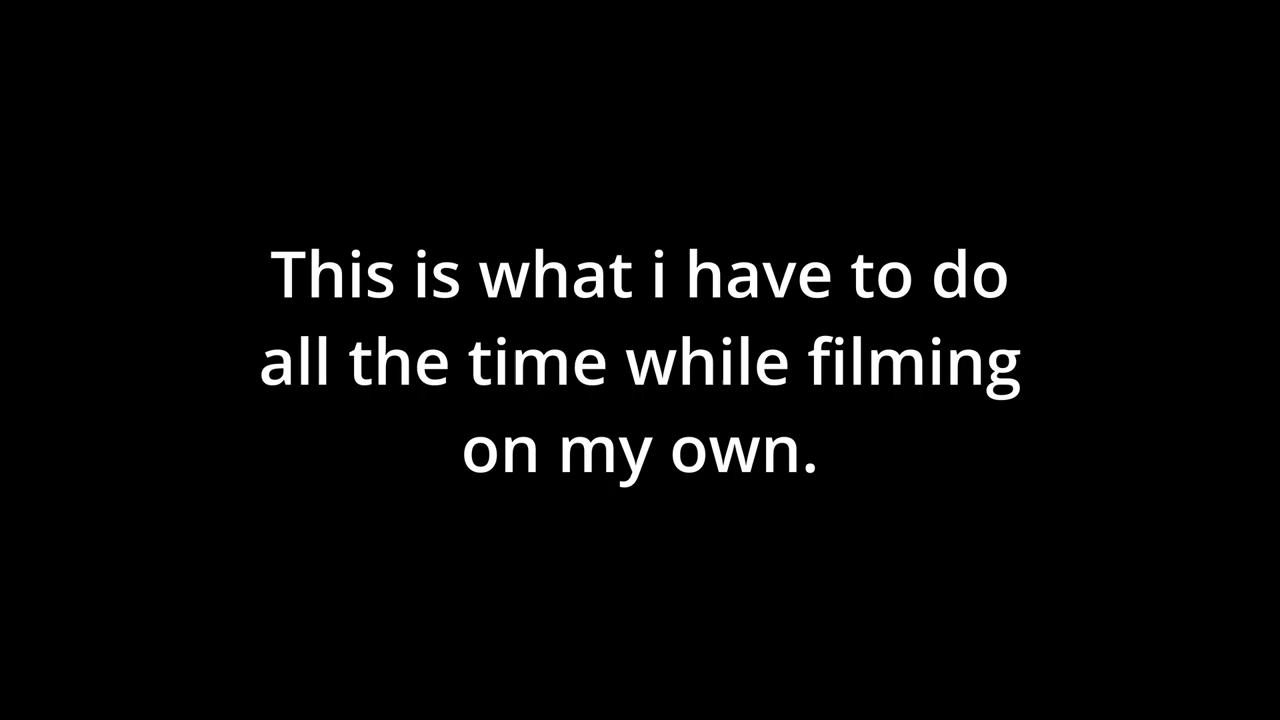 This is what i have to do
all the time while filming
on my own.